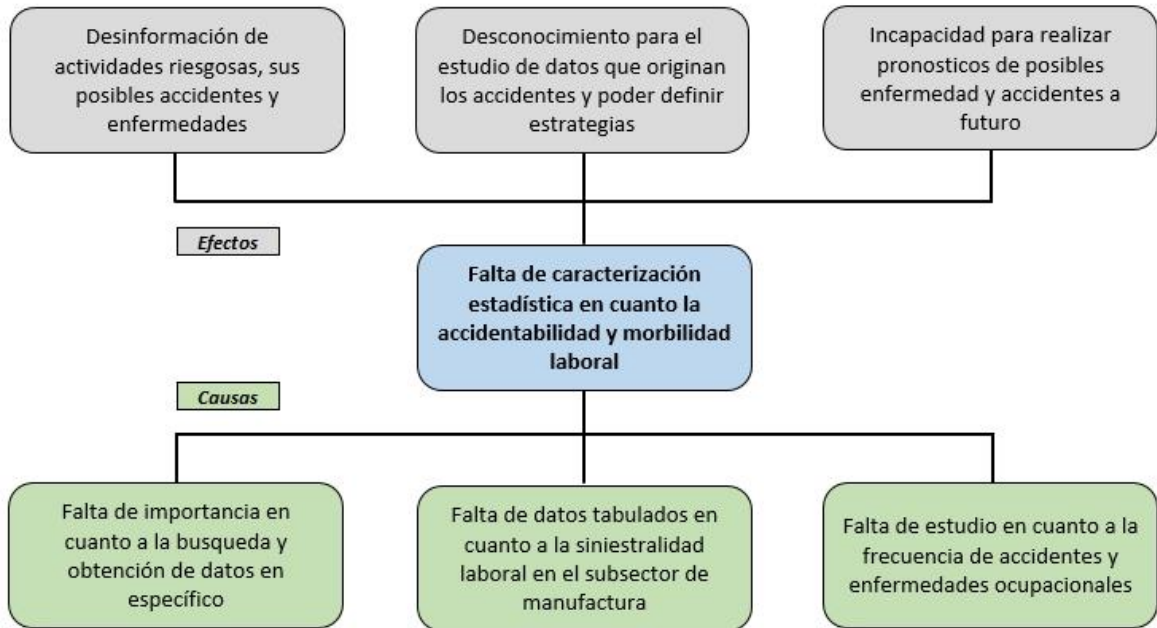 Desinformación de
actividades riesgosas, sus
posibles accidentes y
enfermedades
Desconocimiento para el
estudio de datos que originan
los accidentes y poder definir
estrategias
Incapacidad para realizar
pronosticos de posibles
enfermedad y accidentes a
futuro
Efectos
Falta de caracterización
estadística en cuanto la
accidentabilidad y morbilidad
laboral
Causas
Falta de importancia en
cuanto a la busqueda y
obtención de datos en
específico
Falta de datos tabulados en
cuanto a la siniestralidad
laboral en el subsector de
manufactura
Falta de estudio en cuanto a la
frecuencia de accidentes y
enfermedades ocupacionales